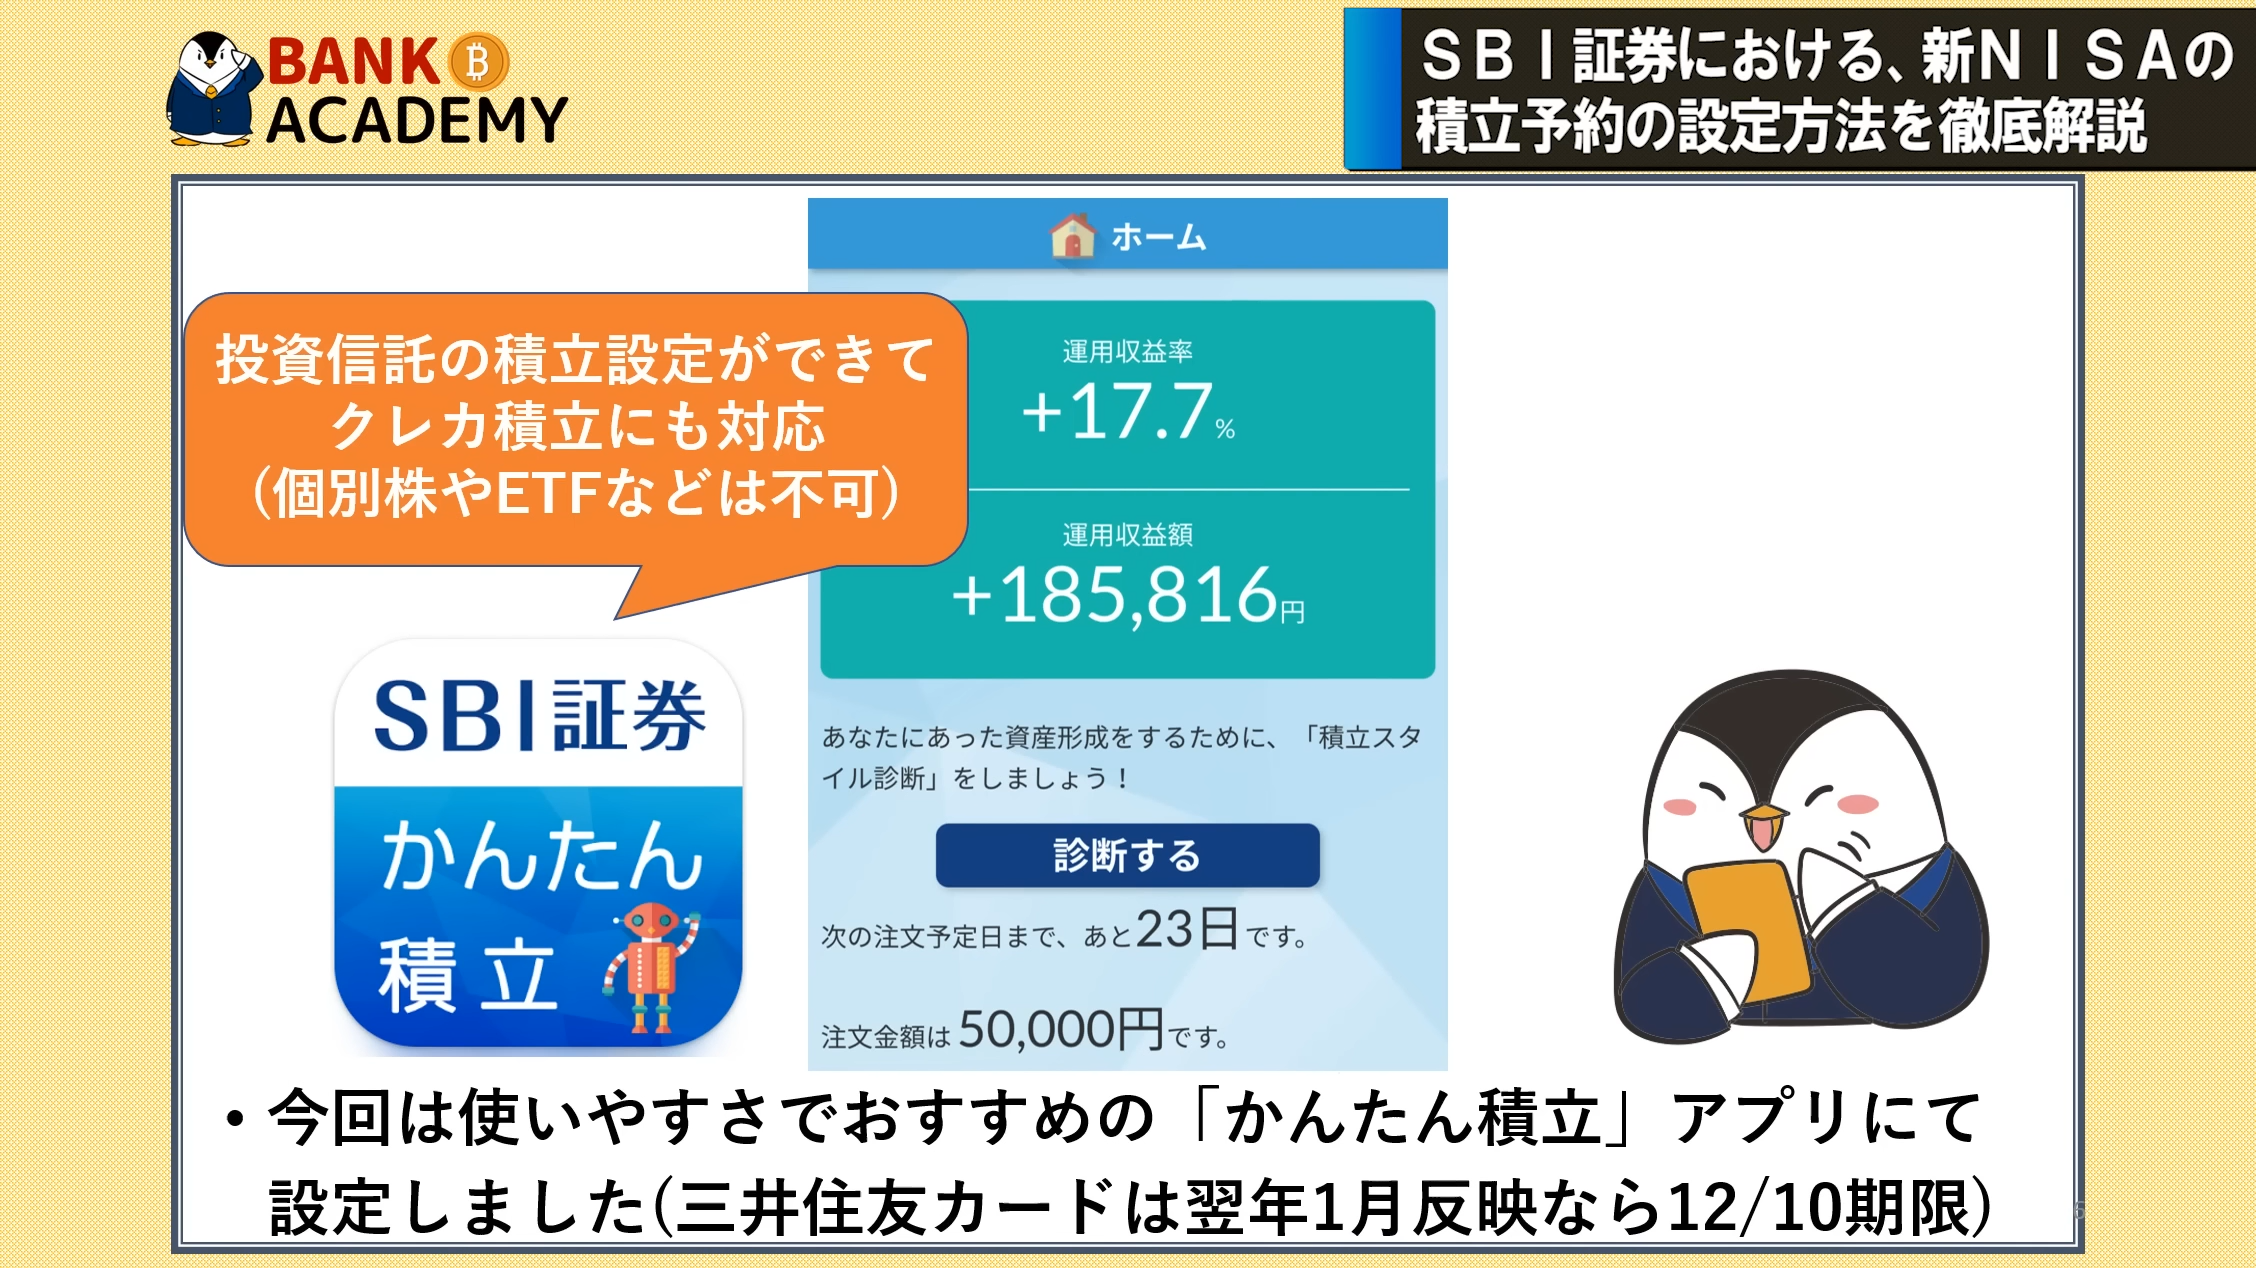 BANK
ACADEMY
SBI証券における、新NISAの
積立予約の設定方法を徹底解説
ホーム
投資信託の積立設定ができて
クレカ積立にも対応
(個別株やETFなどは不可)
運用収益率
+17.7%
運用収益額
+185,816円
SBI証券
かんたん
積立
あなたにあった資産形成をするために、「積立スタ
イル診断」をしましょう!
診断する
次の注文予定日まで、あと23日です。
注文金額は 50,000円です。
・今回は使いやすさでおすすめの「かんたん積立」アプリにて
設定しました(三井住友カードは翌年1月反映なら12/10期限)